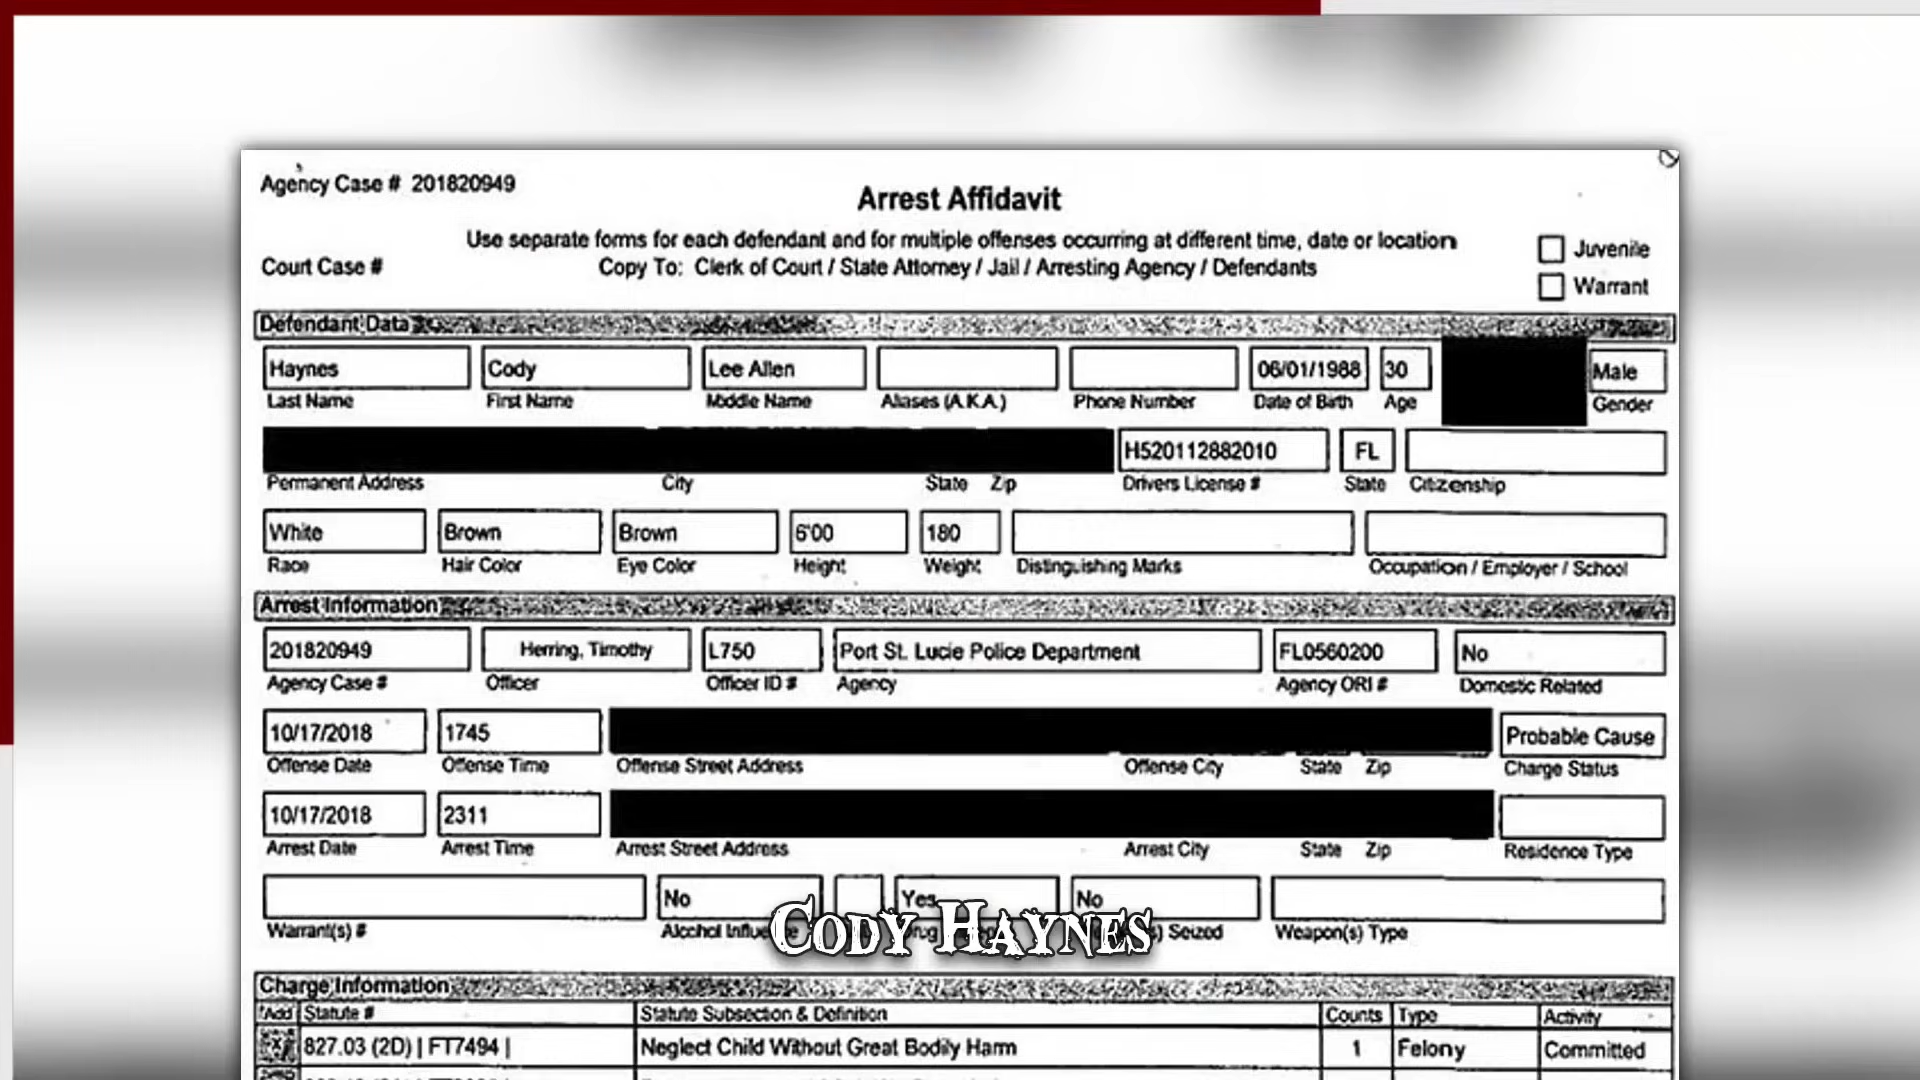 Agency Case # 201820949
Arrest Affidavit
Use separate forms for each defendant and for multiple offenses occurring at different time, date or location
Juvenile
Court Case #
Copy To: Clerk of Court / State Attorney / Jail / Arresting Agency / Defendants
Warrant
Defendant Data
Haynes Cody Lee Allen 06/01/1988 30 Male
Last Name First Name Middle Name Aliases (A.K.A.) Phone Number Date of Birth Age Gender
H520112882010 FL
Permanent Address City State Zip Drivers License # State Citizenship
White Brown Brown 6'00 180
Race Hair Color Eye Color Height Weight Distinguishing Marks Occupation / Employer / School
Arrest Information
201820949 Herring, Timothy L750 Port St. Lucie Police Department FL0560200 No
Agency Case # Officer Officer ID # Agency Agency ORI # Domestic Related
10/17/2018 1745 Probable Cause
Offense Date Offense Time Offense Street Address Offense City State Zip Charge Status
10/17/2018 2311
Arrest Date Arrest Time Arrest Street Address Arrest City State Zip Residence Type
No Yes No
Warrant(s) # Alcohol Seized Weapon(s) Type
Cody Haynes
Charge Information
Add Statute # Statute Subsection & Definition Counts Type Activity
827.03 (2D) | FT7494 | Neglect Child Without Great Bodily Harm 1 Felony Committed